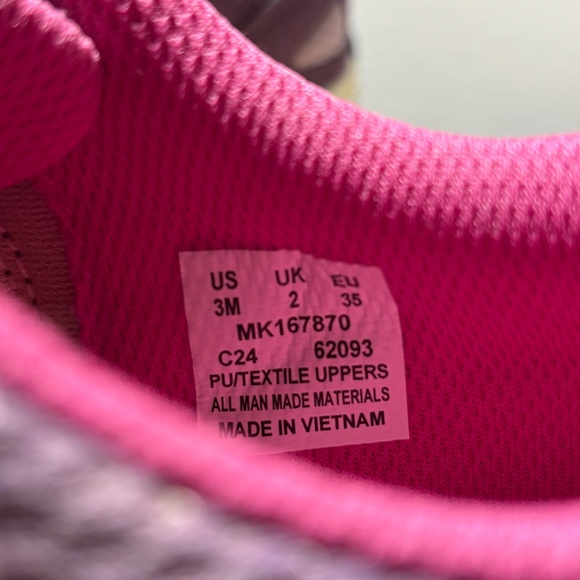 US UK EU
3M 2 35
MK167870
C24 62093
PU/TEXTILE UPPERS
ALL MAN MADE MATERIALS
MADE IN VIETNAM